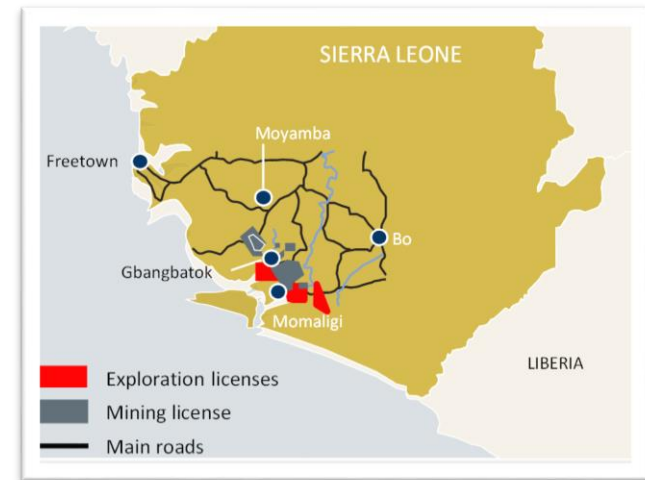 SIERRA LEONE
Moyamba
Freetown
Bo
Gbangbatok
Momaligi
LIBERIA
Exploration licenses
Mining license
Main roads